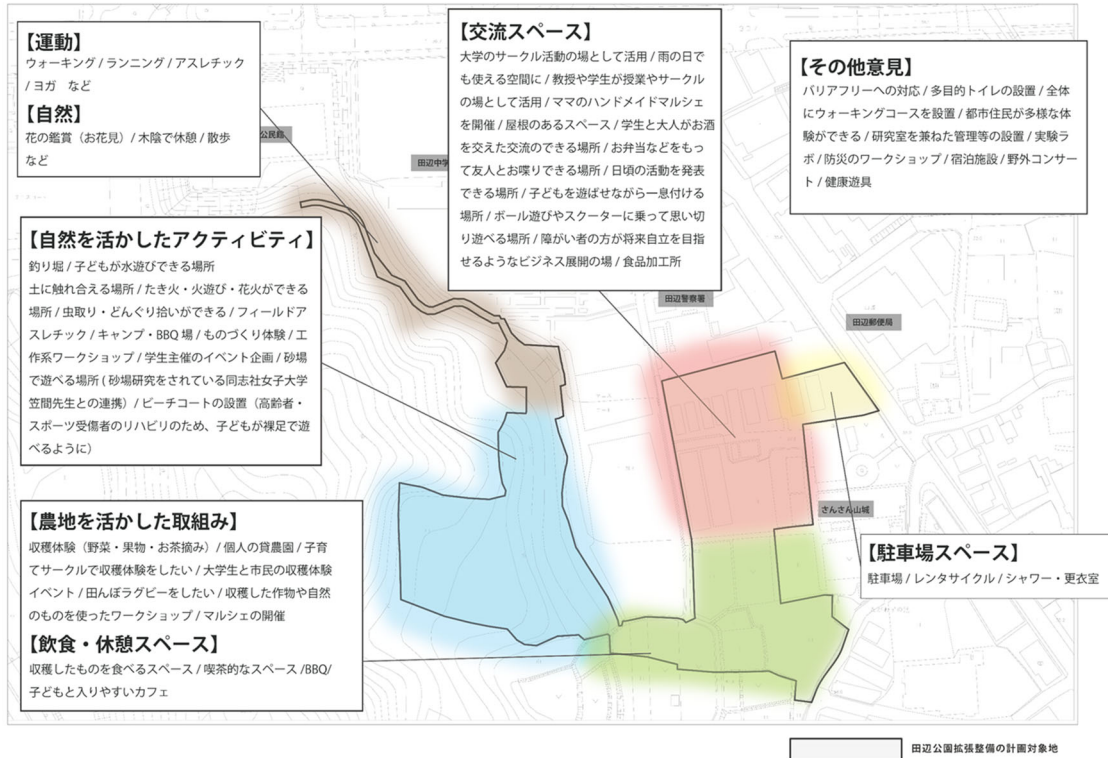 【運動】
ウォーキング / ランニング / アスレチック
/ ヨガ　など
【自然】
花の鑑賞（お花見）/ 木陰で休憩 / 散歩
など
公民館
田辺中学
【交流スペース】
大学のサークル活動の場として活用 / 雨の日で
も使える空間に / 教授や学生が授業やサークル
の場として活用 / ママのハンドメイドマルシェ
を開催 / 屋根のあるスペース / 学生と大人がお酒
を交えた交流のできる場所 / お弁当などをもっ
て友人とお喋りできる場所 / 日頃の活動を発表
できる場所 / 子どもを遊ばせながら一息付ける
場所 / ボール遊びやスクーターに乗って思い切
り遊べる場所 / 障がい者の方が将来自立を目指
せるようなビジネス展開の場 / 食品加工所
【その他意見】
バリアフリーへの対応 / 多目的トイレの設置 / 全体
にウォーキングコースを設置 / 都市住民が多様な体
験ができる / 研究室を兼ねた管理等の設置 / 実験ラ
ボ / 防災のワークショップ / 宿泊施設 / 野外コンサー
ト / 健康遊具
【自然を活かしたアクティビティ】
釣り堀 / 子どもが水遊びできる場所
土に触れ合える場所 / たき火・火遊び・花火ができる
場所 / 虫取り・どんぐり拾いができる / フィールドア
スレチック / キャンプ・BBQ 場 / ものづくり体験 / 工
作系ワークショップ / 学生主催のイベント企画 / 砂場
で遊べる場所 ( 砂場研究をされている同志社女子大学
笠間先生との連携）/ ビーチコートの設置（高齢者・
スポーツ受傷者のリハビリのため、子どもが裸足で遊
べるように）
田辺警察署
田辺郵便局
さんさん山城
【農地を活かした取組み】
収穫体験（野菜・果物・お茶摘み）/ 個人の貸農園 / 子育
てサークルで収穫体験をしたい / 大学生と市民の収穫体験
イベント / 田んぼラグビーをしたい / 収穫した作物や自然
のものを使ったワークショップ / マルシェの開催
【飲食・休憩スペース】
収穫したものを食べるスペース / 喫茶的なスペース /BBQ/
子どもと入りやすいカフェ
【駐車場スペース】
駐車場 / レンタサイクル / シャワー・更衣室
田辺公園拡張整備の計画対象地